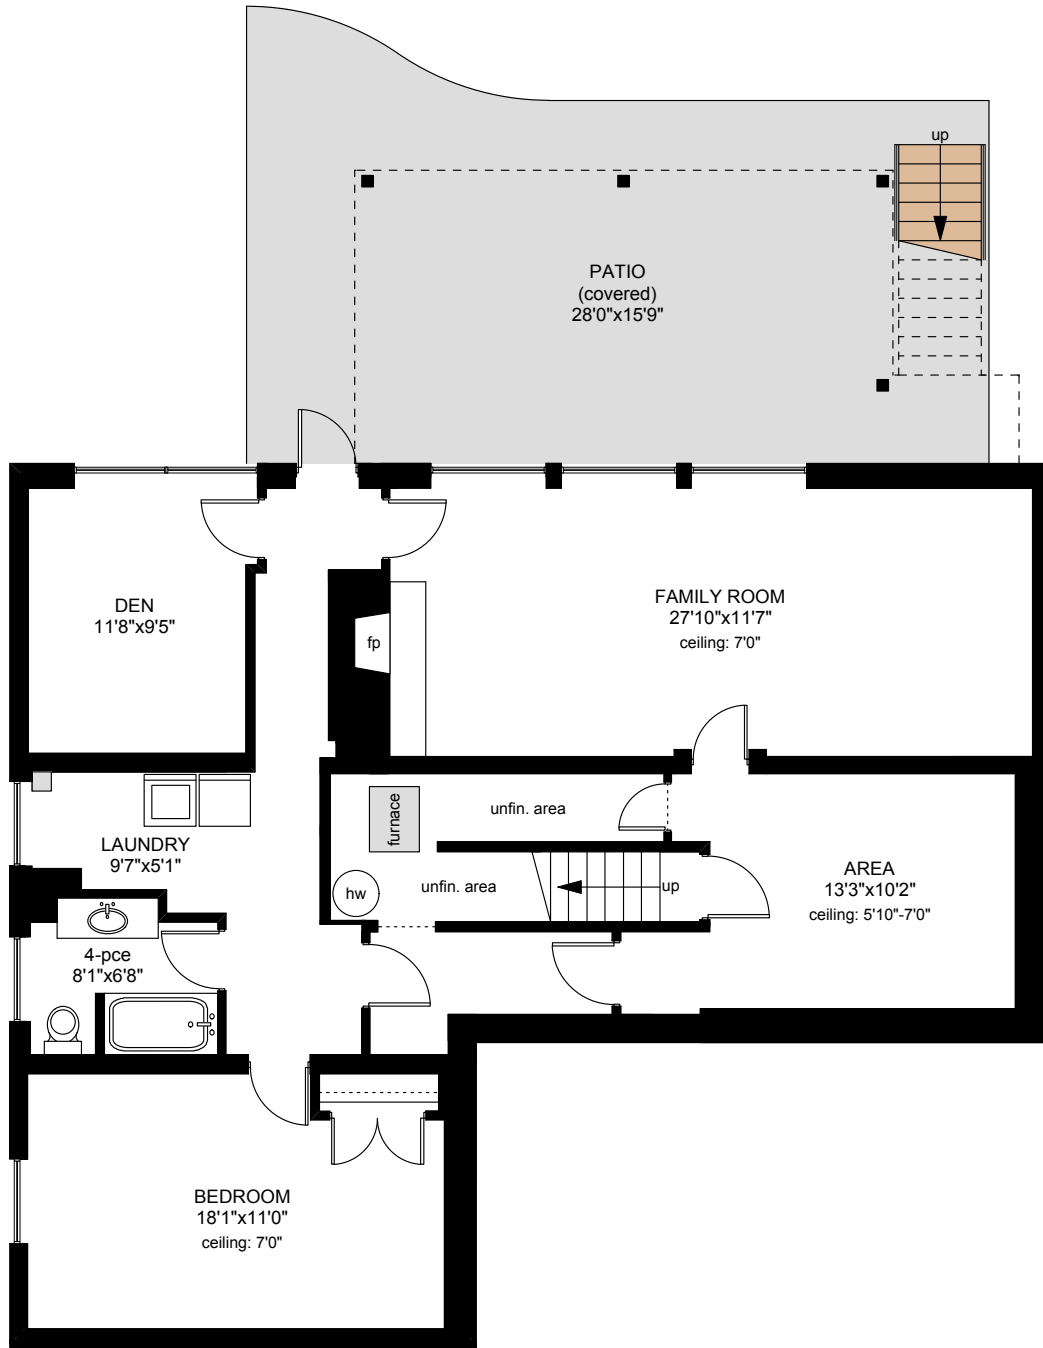 up
PATIO
(covered)
28'0"x15'9"
DEN
11'8"x9'5"
fp
FAMILY ROOM
27'10"x11'7"
ceiling: 7'0"
furnace
unfin. area
LAUNDRY
9'7"x5'1"
hw
unfin. area
up
AREA
13'3"x10'2"
ceiling: 5'10"-7'0"
4-pce
8'1"x6'8"
BEDROOM
18'1"x11'0"
ceiling: 7'0"